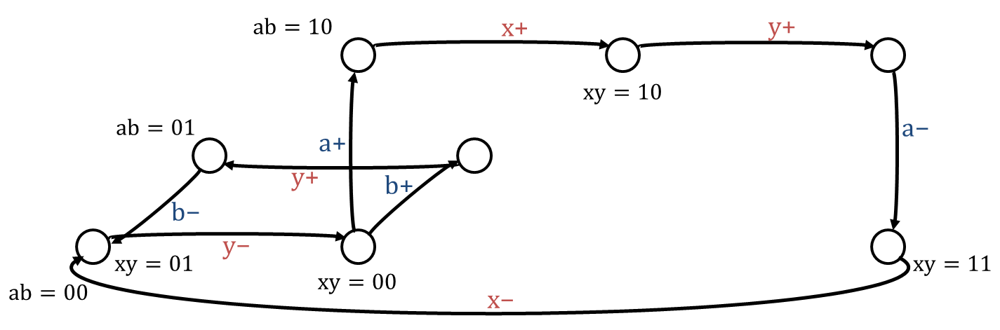 ab = 10
x+
y+
xy = 10
ab = 01
a+
a−
y+
b+
b−
y−
xy = 01
xy = 00
xy = 11
ab = 00
x−